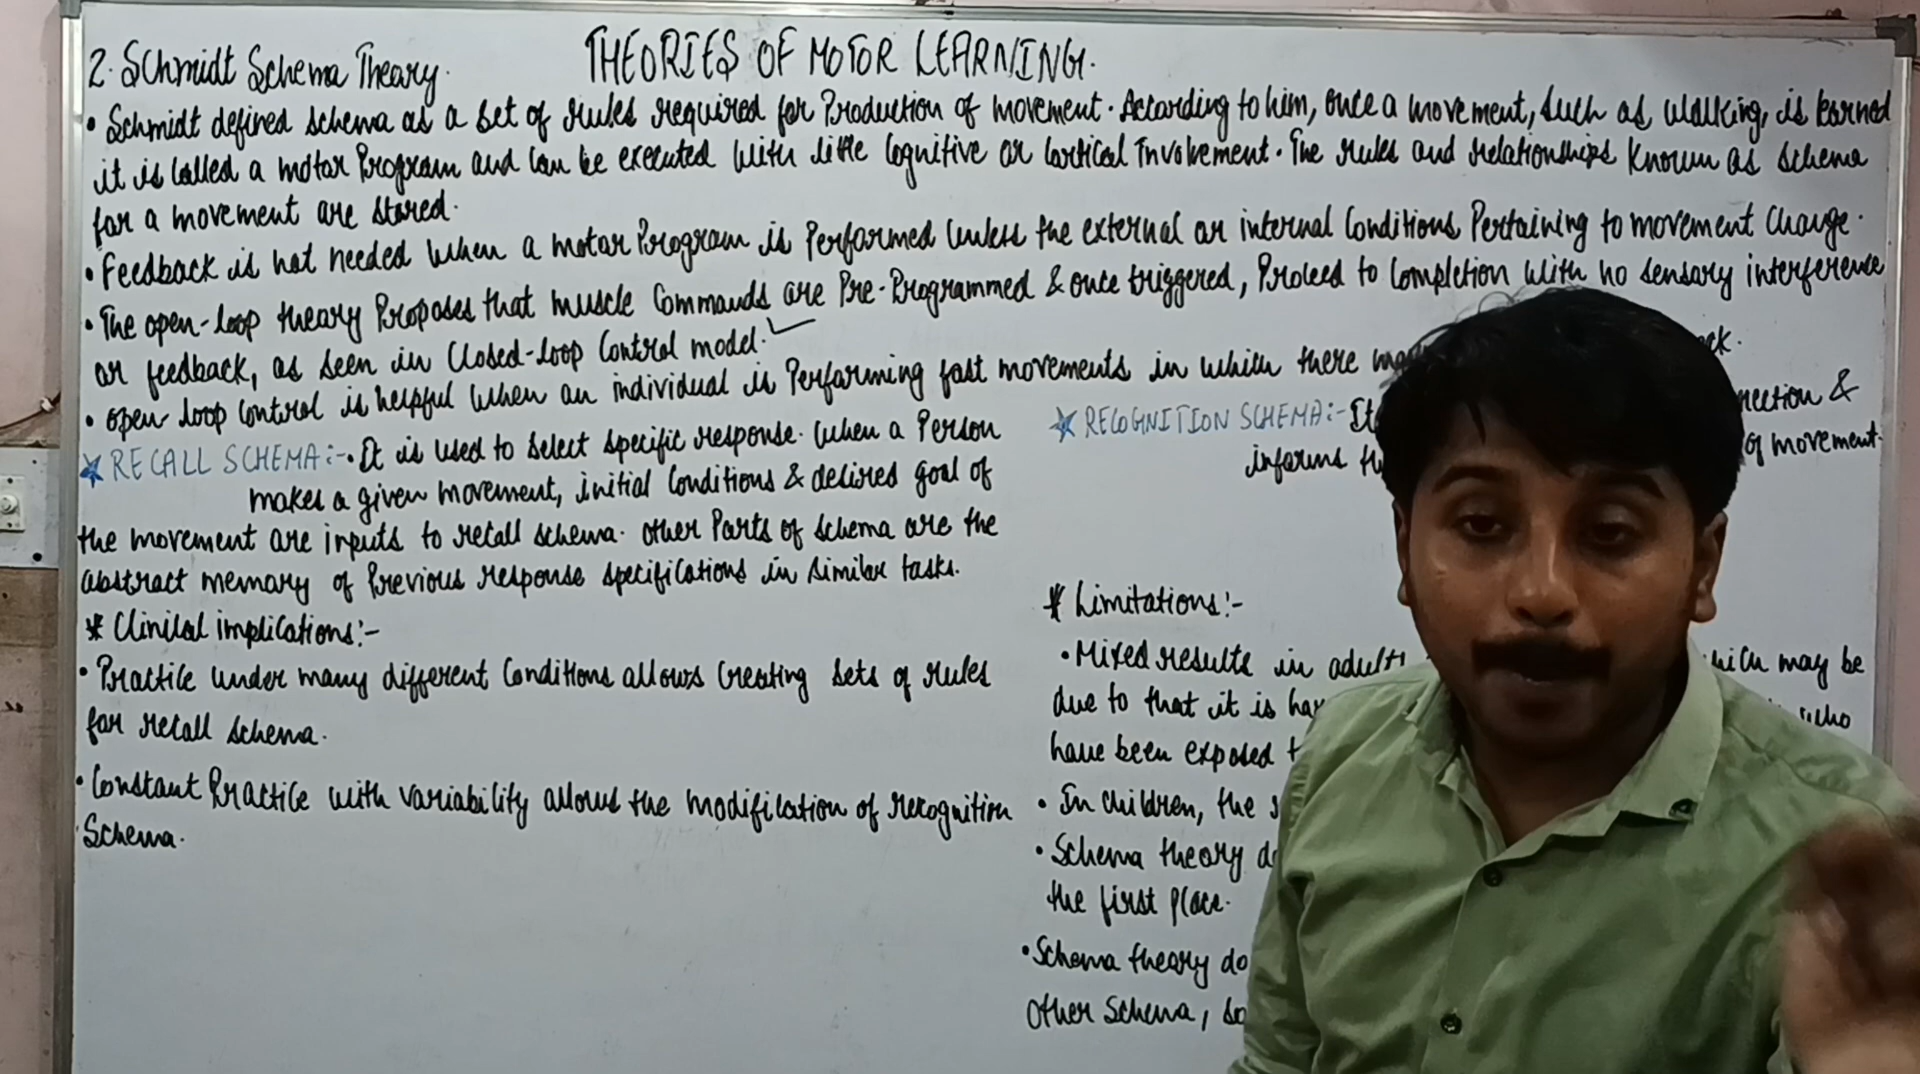 THEORIES OF MOTOR LEARNING.
2. Schmidt Schema Theory.
• Schmidt defined schema as a set of rules required for Production of movement. According to him, once a movement, such as walking, is learned
it is called a motor Program and can be executed with little Cognitive or Cortical Involvement. The rules and relationships known as schema
for a movement are stored.
• Feedback is not needed when a motor Program is Performed unless the external or internal Conditions Pertaining to movement Change.
• The open-loop theory Proposes that muscle Commands are Pre-Programmed & once triggered, Proceed to Completion with no sensory interference
or feedback, as seen in Closed-loop Control model.
• open loop control is helpful when an individual is Performing fast movements in which there
★ RECALL SCHEMA:- • It is used to select specific response. When a Person
makes a given movement, initial Conditions & desired goal of
the movement are inputs to recall schema. other Parts of schema are the
abstract memory of Previous response specifications in similar tasks.
* Clinical implications:-
• Practice under many different Conditions allows Creating sets of rules
for recall schema.
• Constant Practice with variability allows the modification of recognition
Schema.
★ RECOGNITION SCHEMA:- It &
informs of movement.
* Limitations:-
• Mixed results in may be
due to that it is who
have been exposed
• In Children, the
• Schema theory
the first place.
• Schema theory
other Schema,